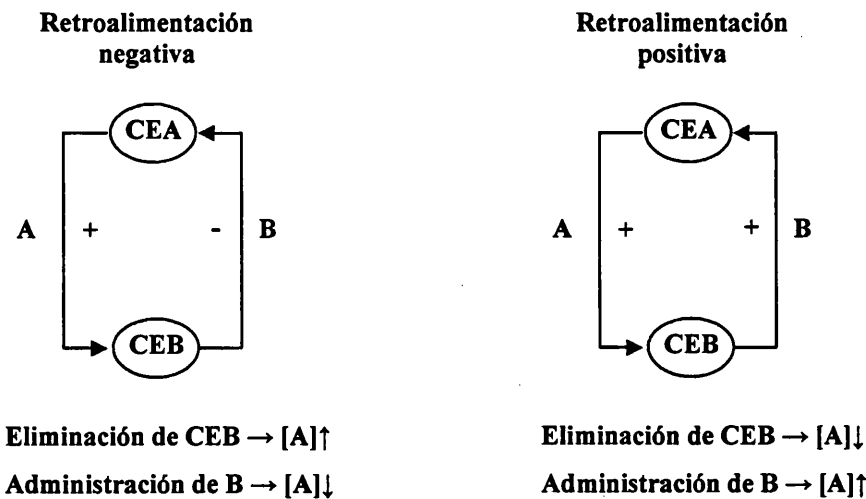 Retroalimentación
negativa
CEA
A
+
-
B
CEB
Eliminación de CEB → [A]↑
Administración de B → [A]↓
Retroalimentación
positiva
CEA
A
+
+
B
CEB
Eliminación de CEB → [A]↓
Administración de B → [A]↑